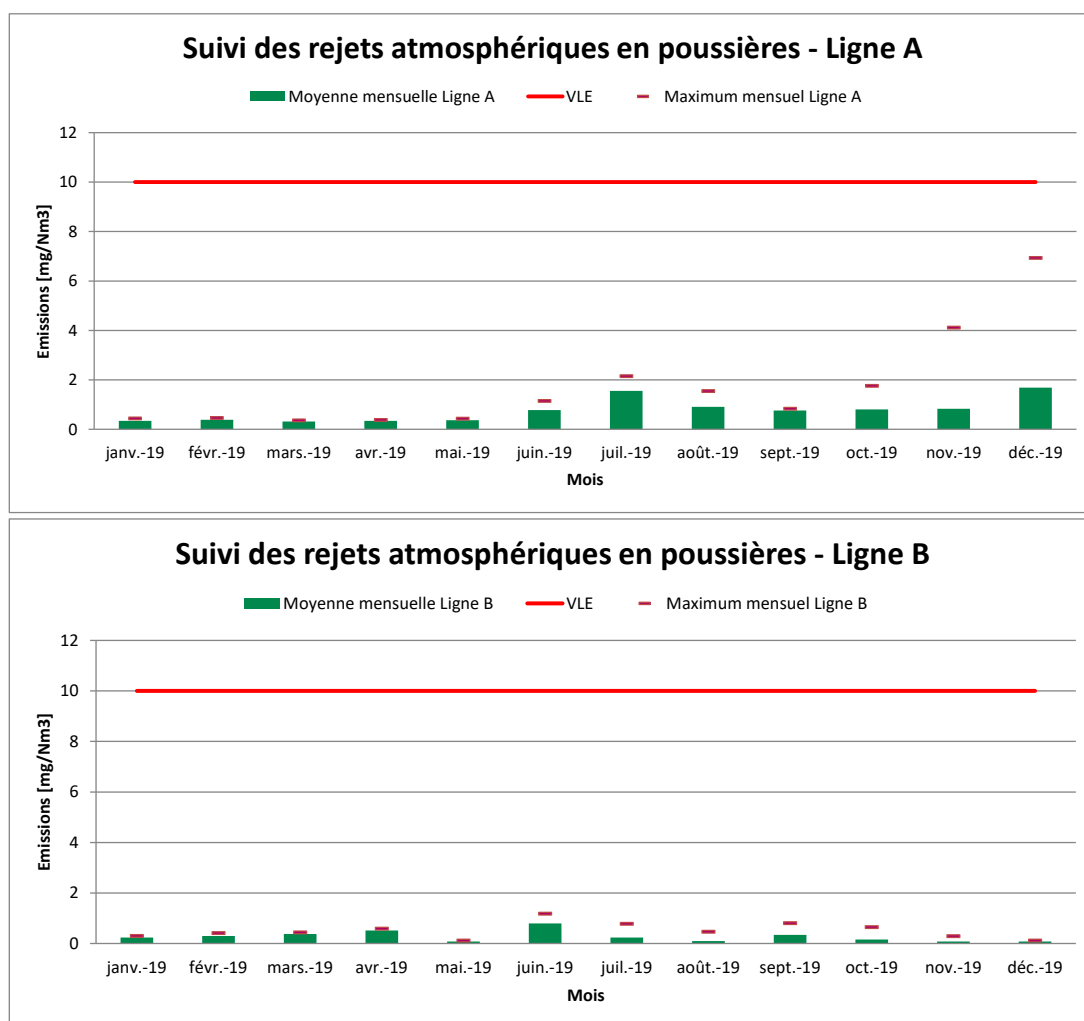 Suivi des rejets atmosphériques en poussières - Ligne A
Moyenne mensuelle Ligne A VLE Maximum mensuel Ligne A
12
10
8
6
4
2
0
Emissions [mg/Nm3]
janv.-19 févr.-19 mars.-19 avr.-19 mai.-19 juin.-19 juil.-19 août.-19 sept.-19 oct.-19 nov.-19 déc.-19
Mois
Suivi des rejets atmosphériques en poussières - Ligne B
Moyenne mensuelle Ligne B VLE Maximum mensuel Ligne B
12
10
8
6
4
2
0
Emissions [mg/Nm3]
janv.-19 févr.-19 mars.-19 avr.-19 mai.-19 juin.-19 juil.-19 août.-19 sept.-19 oct.-19 nov.-19 déc.-19
Mois